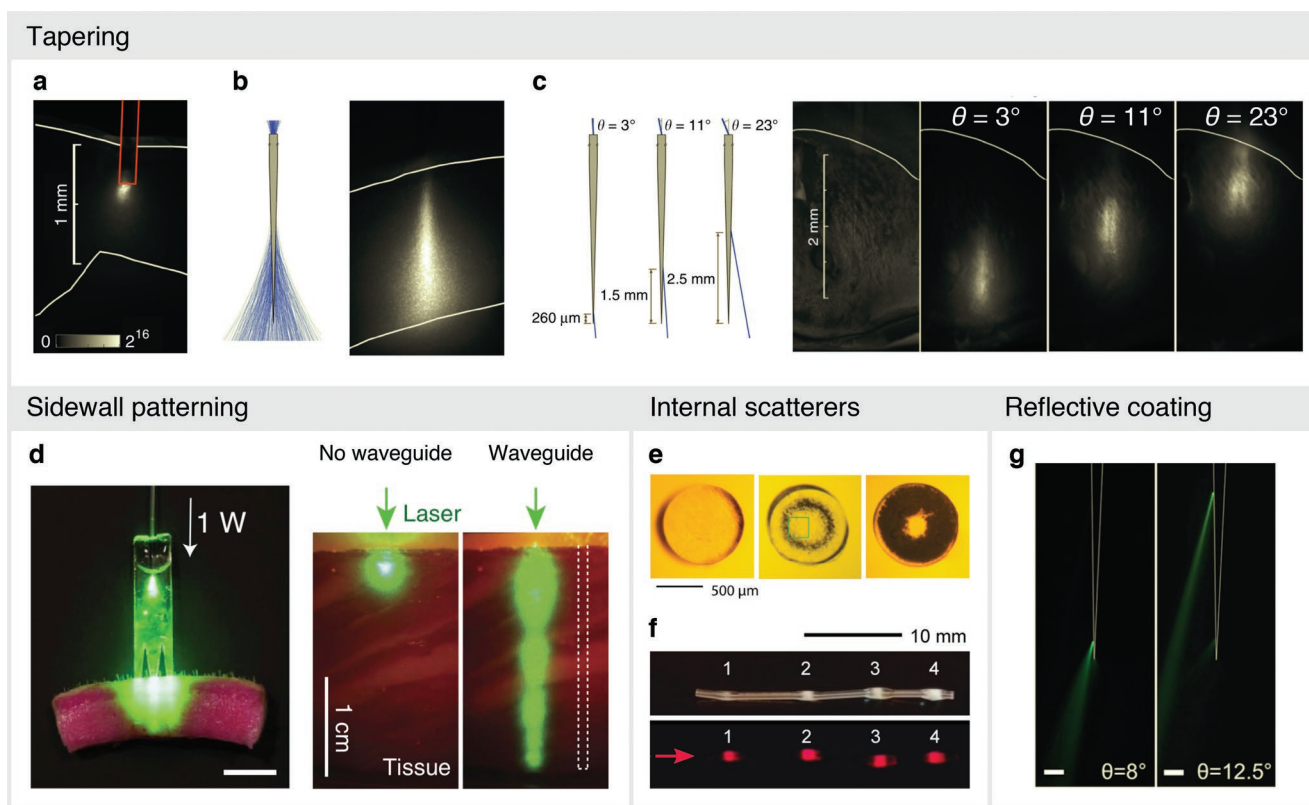 Tapering
a
1 mm
0
2^16
b
c
θ = 3°
θ = 11°
θ = 23°
260 μm
1.5 mm
2.5 mm
2 mm
θ = 3°
θ = 11°
θ = 23°
Sidewall patterning
d
1 W
No waveguide
Waveguide
Laser
1 cm
Tissue
Internal scatterers
e
500 μm
f
10 mm
1 2 3 4
1 2 3 4
Reflective coating
g
θ=8°
θ=12.5°